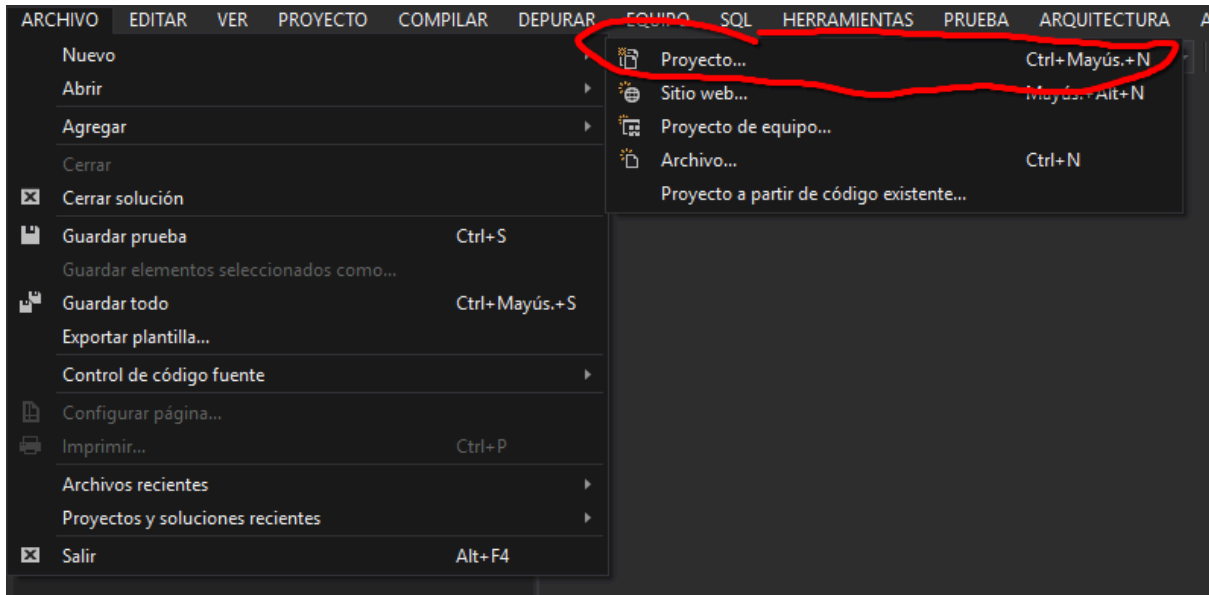 ARCHIVO EDITAR VER PROYECTO COMPILAR DEPURAR EQUIPO SQL HERRAMIENTAS PRUEBA ARQUITECTURA A
Nuevo
Abrir
Agregar
Cerrar
Cerrar solución
Guardar prueba Ctrl+S
Guardar elementos seleccionados como...
Guardar todo Ctrl+Mayús.+S
Exportar plantilla...
Control de código fuente
Configurar página...
Imprimir... Ctrl+P
Archivos recientes
Proyectos y soluciones recientes
Salir Alt+F4
Proyecto... Ctrl+Mayús.+N
Sitio web... Mayús.+Alt+N
Proyecto de equipo...
Archivo... Ctrl+N
Proyecto a partir de código existente...